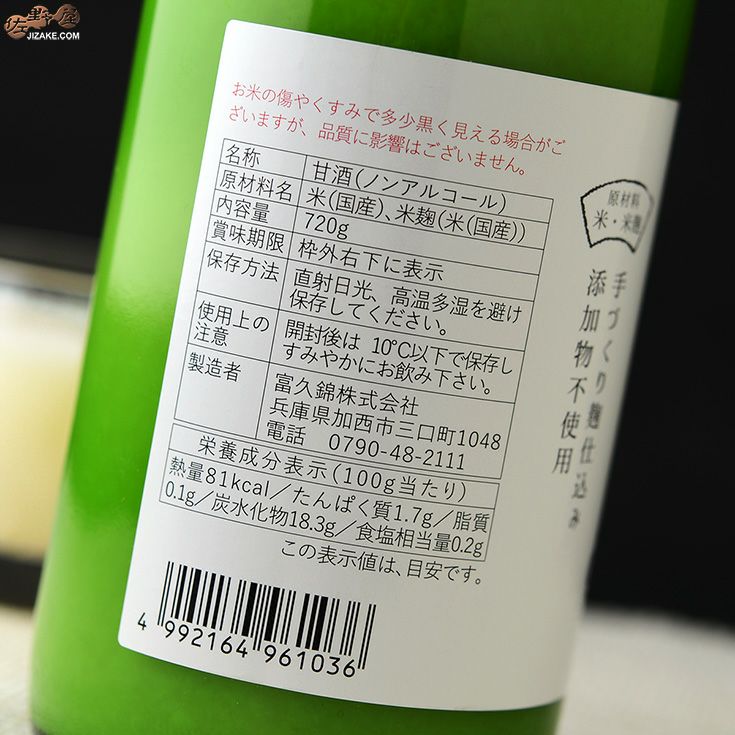 佐野屋
JIZAKE.COM
お米の傷やくすみで多少黒く見える場合がご
ざいますが、品質に影響はございません。
名称 甘酒(ノンアルコール)
原材料名 米(国産)、米麹(米(国産))
内容量 720g
賞味期限 枠外右下に表示
保存方法 直射日光、高温多湿を避け
保存してください。
使用上の 開封後は 10℃以下で保存し
注意 すみやかにお飲み下さい。
製造者 富久錦株式会社
兵庫県加西市三口町1048
電話 0790-48-2111
栄養成分表示(100g当たり)
熱量81kcal/たんぱく質1.7g/脂質
0.1g/炭水化物18.3g/食塩相当量0.2g
この表示値は、目安です。
4 992164 961036
原材料
米・米麹
手づくり麹仕込み
添加物不使用